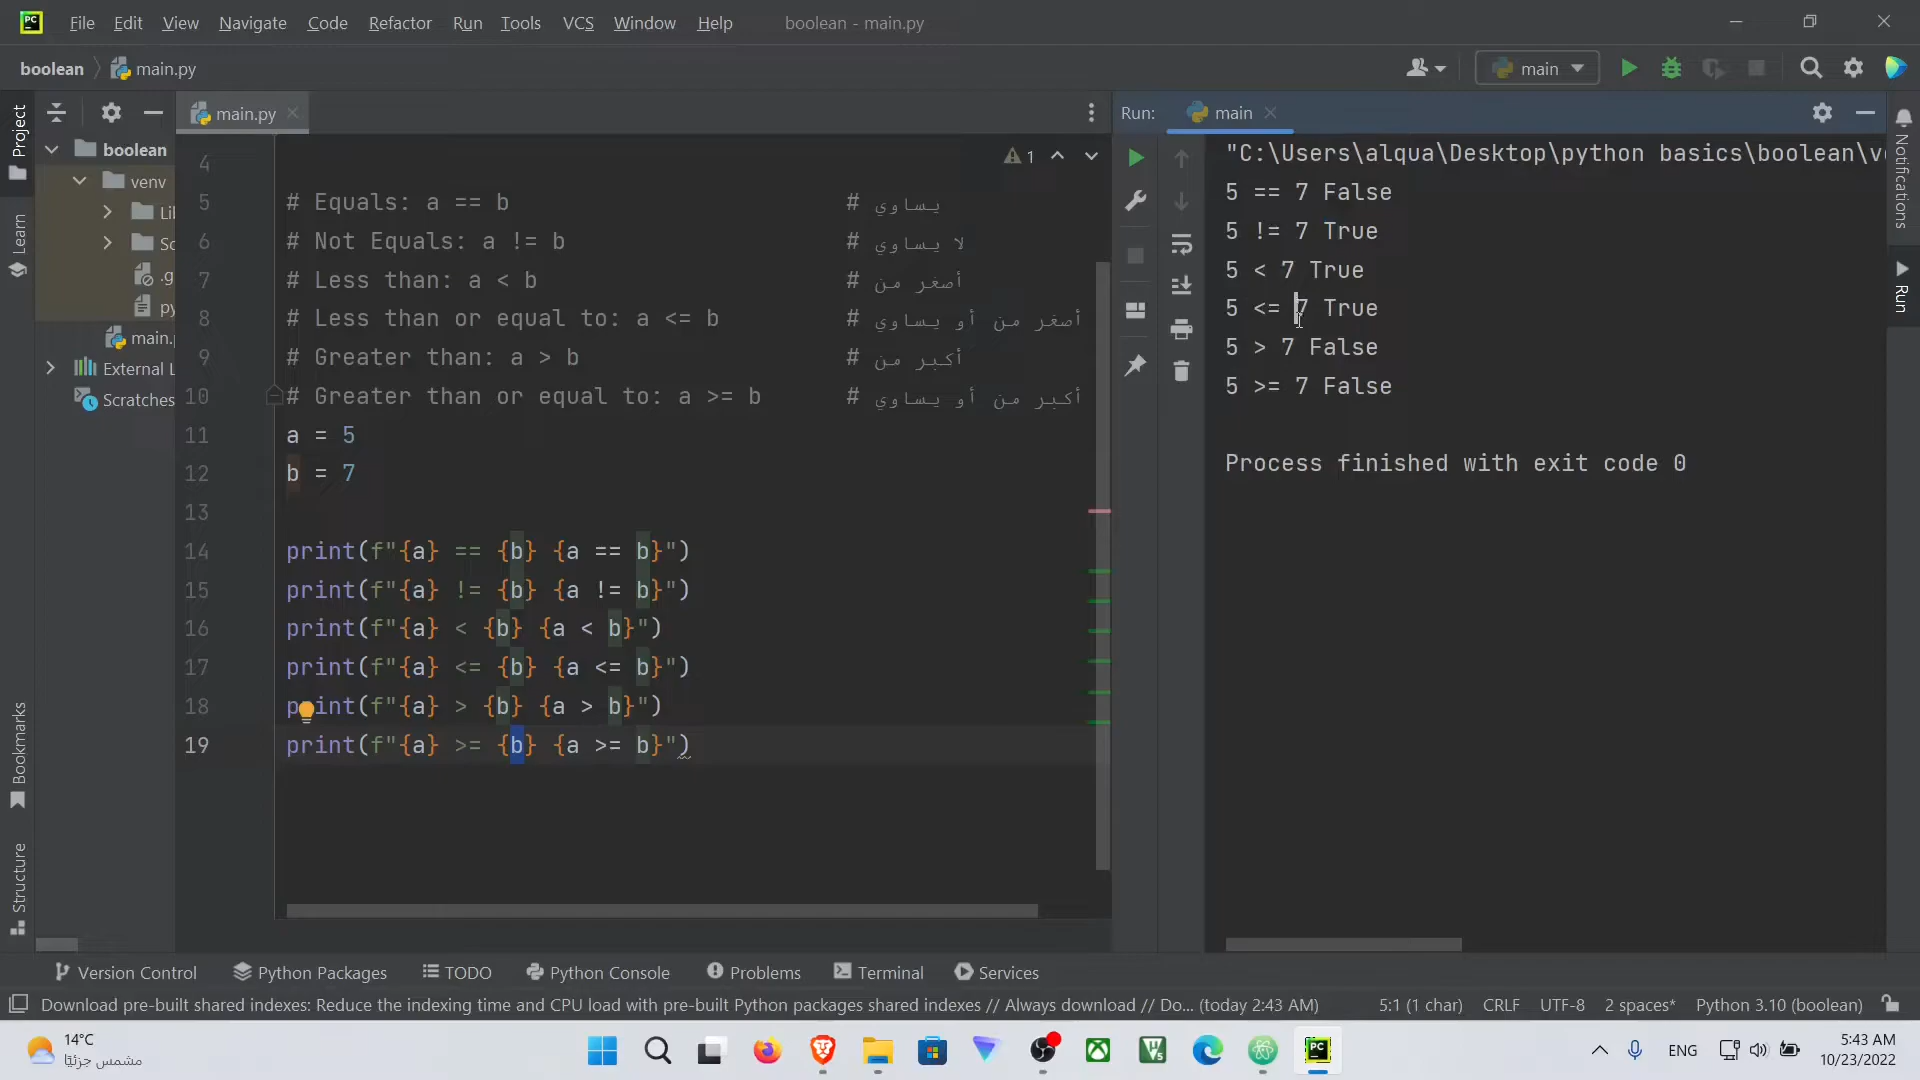 File Edit View Navigate Code Refactor Run Tools VCS Window Help boolean - main.py
boolean main.py main
Project
main.py
Run: main
boolean
venv
Li
Sc
.g
py
main.p
External L
Scratches
Learn
Bookmarks
Structure
4
5 # Equals: a == b # يساوي
6 # Not Equals: a != b # لا يساوي
7 # Less than: a < b # أصغر من
8 # Less than or equal to: a <= b # أصغر من أو يساوي
9 # Greater than: a > b # أكبر من
10 # Greater than or equal to: a >= b # أكبر من أو يساوي
11 a = 5
12 b = 7
13
14 print(f"{a} == {b} {a == b}")
15 print(f"{a} != {b} {a != b}")
16 print(f"{a} < {b} {a < b}")
17 print(f"{a} <= {b} {a <= b}")
18 print(f"{a} > {b} {a > b}")
19 print(f"{a} >= {b} {a >= b}")
1
"C:\Users\alqua\Desktop\python basics\boolean\v
5 == 7 False
5 != 7 True
5 < 7 True
5 <= 7 True
5 > 7 False
5 >= 7 False
Process finished with exit code 0
Notifications
Run
Version Control Python Packages TODO Python Console Problems Terminal Services
Download pre-built shared indexes: Reduce the indexing time and CPU load with pre-built Python packages shared indexes // Always download // Do... (today 2:43 AM) 5:1 (1 char) CRLF UTF-8 2 spaces* Python 3.10 (boolean)
14°C
مشمس جزئيًا
ENG
5:43 AM
10/23/2022